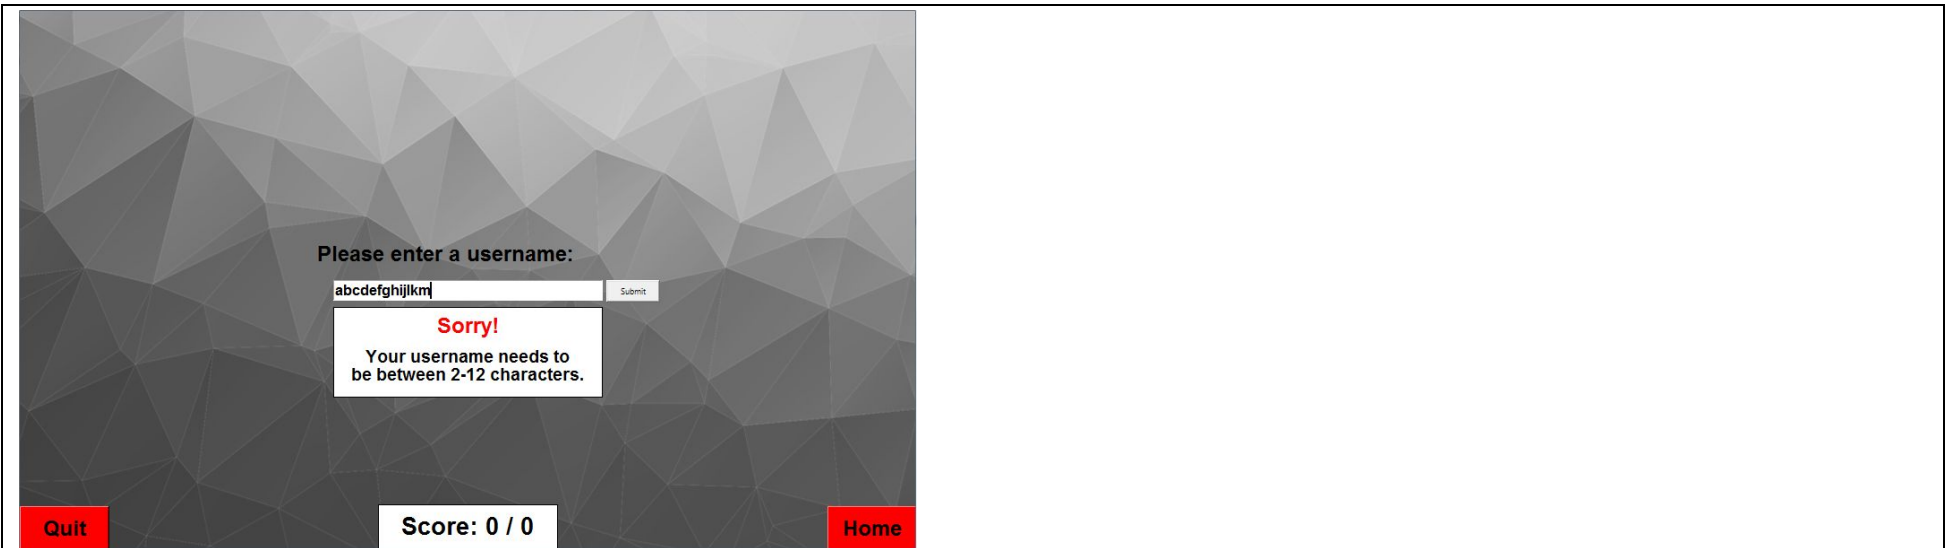 Please enter a username:
abcdefghijlkm
Submit
Sorry!
Your username needs to
be between 2-12 characters.
Quit
Score: 0 / 0
Home